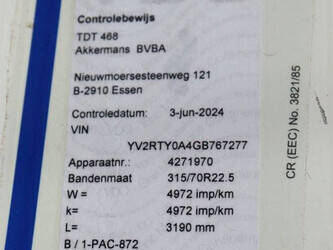 Controlebewijs
TDT 468
Akkermans BVBA
Nieuwmoersesteenweg 121
B-2910 Essen
Controledatum: 3-jun-2024
VIN
YV2RTY0A4GB767277
Apparaatnr.: 4271970
Bandenmaat 315/70R22.5
W = 4972 imp/km
k= 4972 imp/km
L= 3190 mm
B / 1-PAC-872
CR (EEC) No. 3821/85